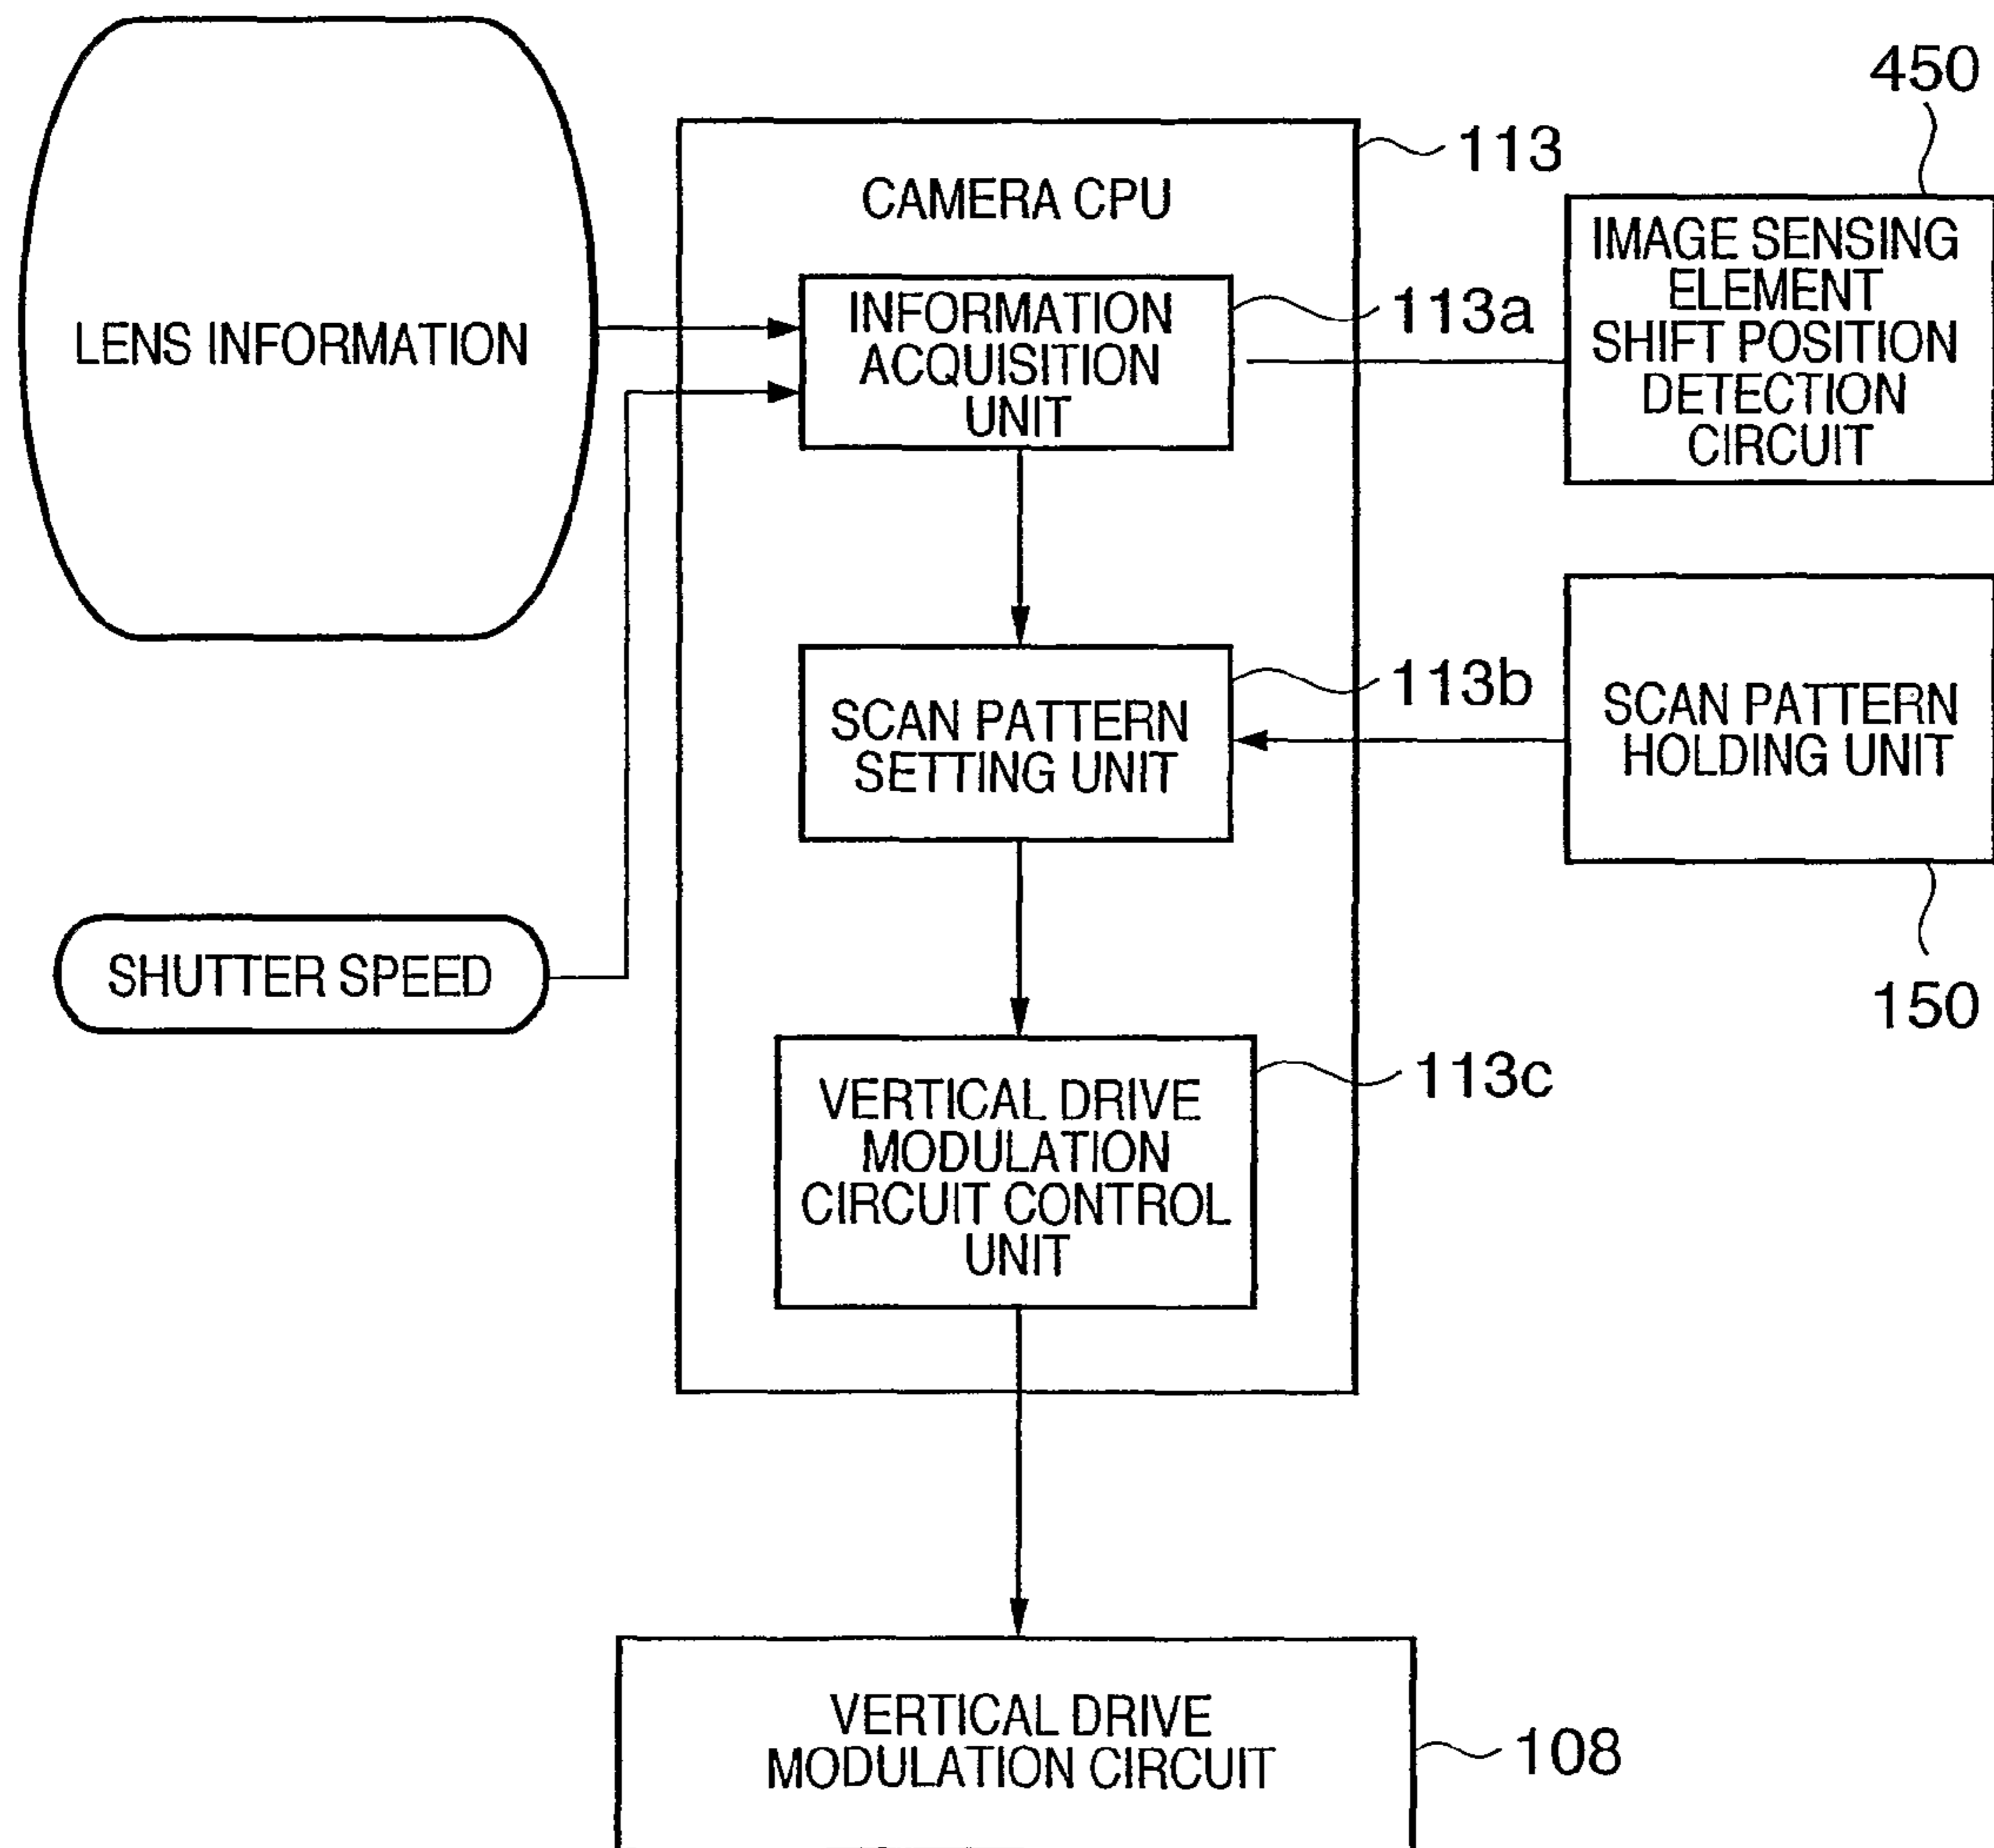 450
113
CAMERA CPU
IMAGE SENSING
ELEMENT
SHIFT POSITION
DETECTION
CIRCUIT
INFORMATION
ACQUISITION
UNIT
113a
LENS INFORMATION
113b
SCAN PATTERN
SETTING UNIT
SCAN PATTERN
HOLDING UNIT
SHUTTER SPEED
150
113c
VERTICAL DRIVE
MODULATION
CIRCUIT CONTROL
UNIT
VERTICAL DRIVE
MODULATION CIRCUIT
108